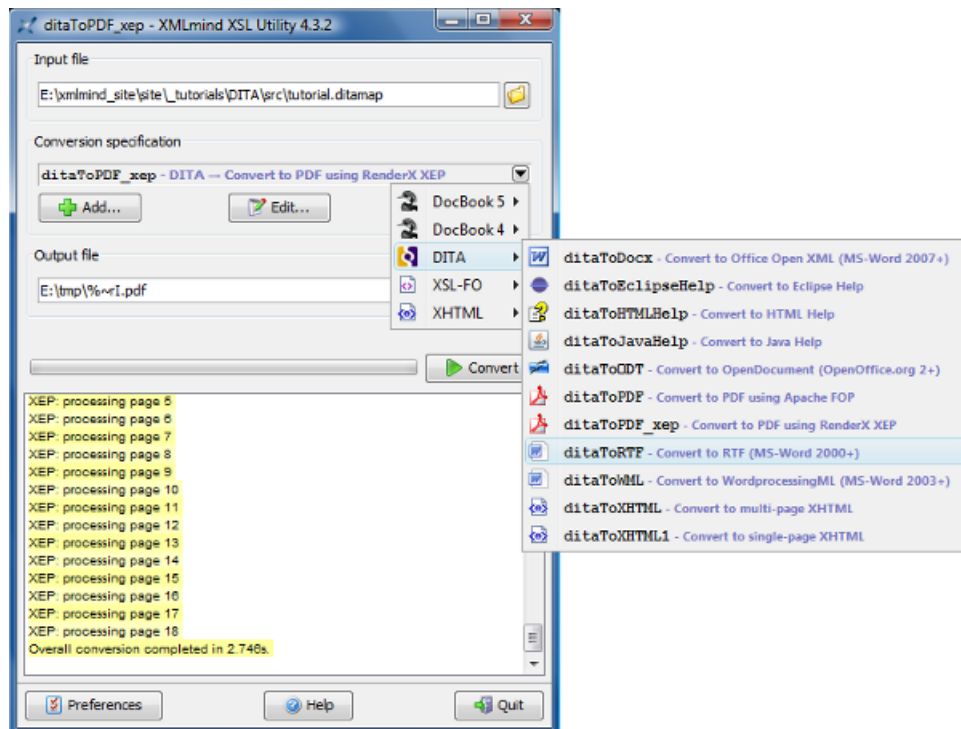 ditaToPDF_xep - XMLmind XSL Utility 4.3.2
Input file
E:\xmlmind_site\site\_tutorials\DITA\src\tutorial.ditamap
Conversion specification
ditaToPDF_xep - DITA — Convert to PDF using RenderX XEP
Add...
Edit...
DocBook 5
DocBook 4
DITA
XSL-FO
XHTML
ditaToDocx - Convert to Office Open XML (MS-Word 2007+)
ditaToEclipseHelp - Convert to Eclipse Help
ditaToHTMLHelp - Convert to HTML Help
ditaToJavaHelp - Convert to Java Help
ditaToODT - Convert to OpenDocument (OpenOffice.org 2+)
ditaToPDF - Convert to PDF using Apache FOP
ditaToPDF_xep - Convert to PDF using RenderX XEP
ditaToRTF - Convert to RTF (MS-Word 2000+)
ditaToWML - Convert to WordprocessingML (MS-Word 2003+)
ditaToXHTML - Convert to multi-page XHTML
ditaToXHTML1 - Convert to single-page XHTML
Output file
E:\tmp\%~rI.pdf
Convert
XEP: processing page 5
XEP: processing page 6
XEP: processing page 7
XEP: processing page 8
XEP: processing page 9
XEP: processing page 10
XEP: processing page 11
XEP: processing page 12
XEP: processing page 13
XEP: processing page 14
XEP: processing page 15
XEP: processing page 16
XEP: processing page 17
XEP: processing page 18
Overall conversion completed in 2.746s.
Preferences
Help
Quit